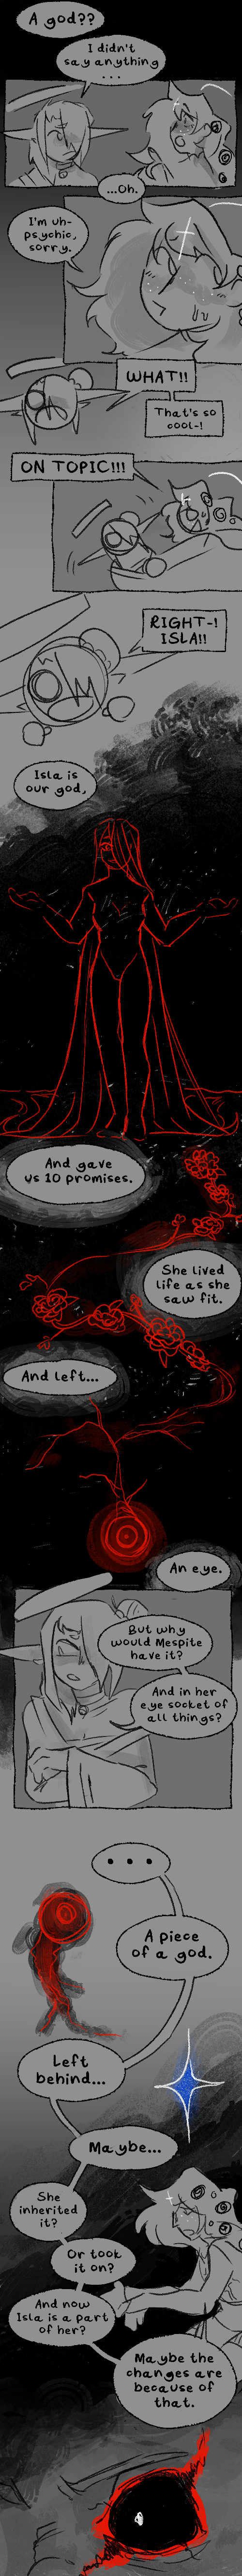 A god??
I didn't
say anything
...
...Oh.
I'm uh-
psychic,
sorry.
WHAT!!
That's so
cool-!
ON TOPIC!!!
RIGHT-!
ISLA!!
Isla is
our god,
And gave
us 10 promises.
She lived
life as she
saw fit.
And left...
An eye.
But why
would Mespite
have it?
And in her
eye socket of
all things?
...
A piece
of a god.
Left
behind...
Maybe...
She
inherited
it?
Or took
it on?
And now
Isla is a part
of her?
Maybe the
changes are
because of
that.